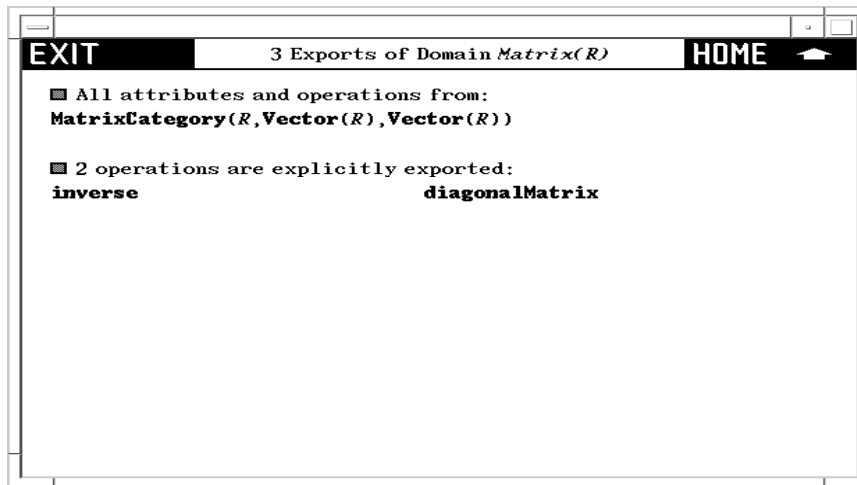 EXIT
3 Exports of Domain Matrix(R)
HOME
All attributes and operations from:
MatrixCategory(R,Vector(R),Vector(R))
2 operations are explicitly exported:
inverse diagonalMatrix